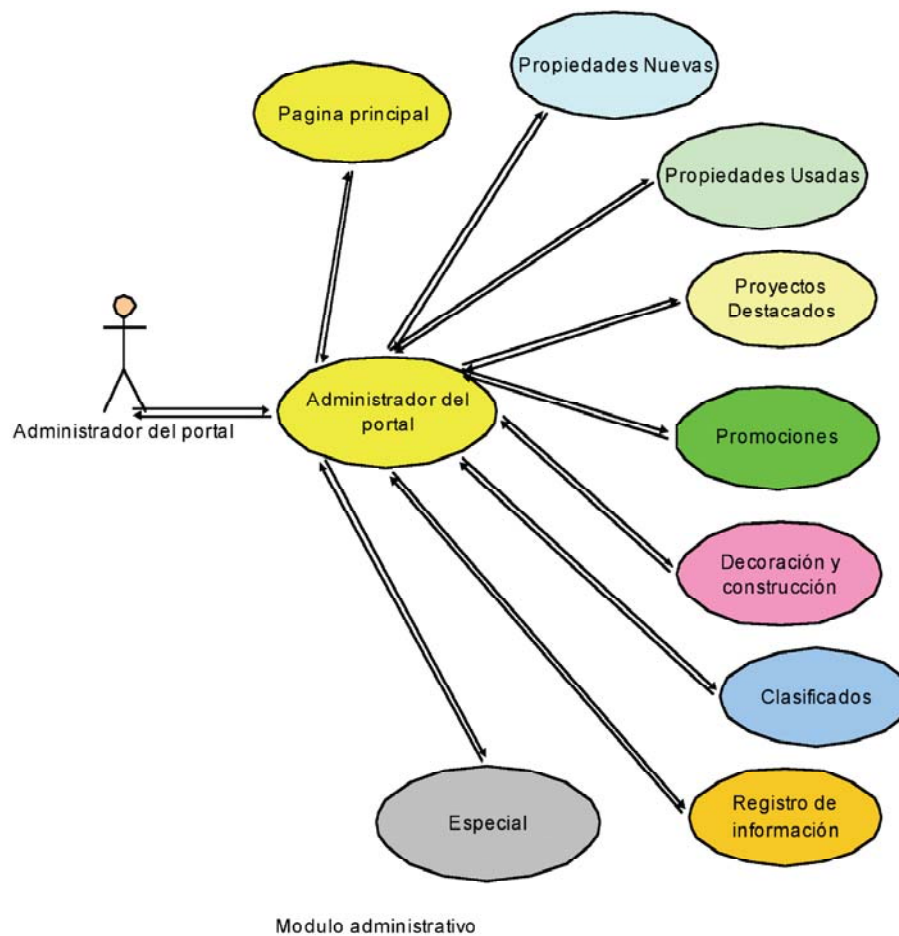 Propiedades Nuevas
Pagina principal
Propiedades Usadas
Proyectos
Destacados
Administrador del portal
Administrador del
portal
Promociones
Decoración y
construcción
Clasificados
Registro de
información
Especial
Modulo administrativo